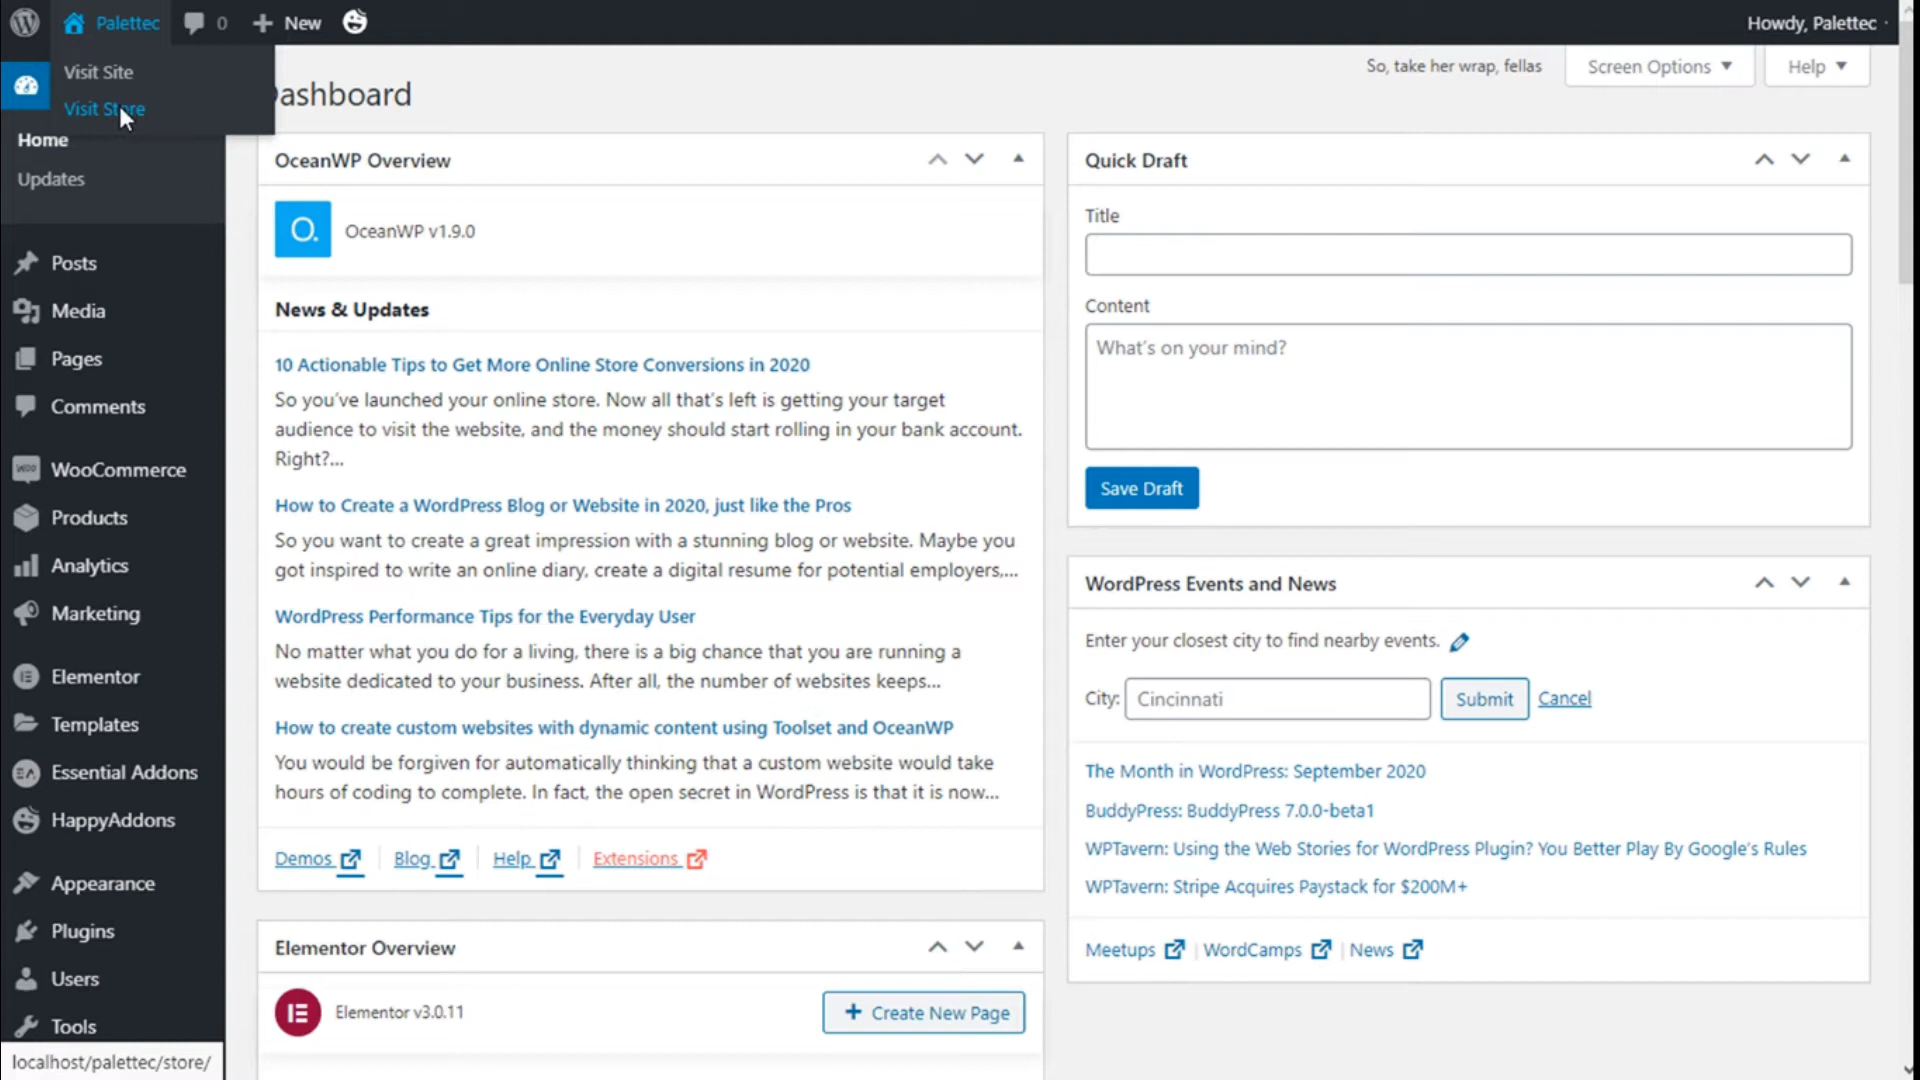 Palettec
0
New
Howdy, Palettec
Visit Site
Visit Store
Home
Updates
Posts
Media
Pages
Comments
WooCommerce
Products
Analytics
Marketing
Elementor
Templates
Essential Addons
HappyAddons
Appearance
Plugins
Users
Tools
localhost/palettec/store/
ashboard
So, take her wrap, fellas
Screen Options
Help
OceanWP Overview
O.
OceanWP v1.9.0
News & Updates
10 Actionable Tips to Get More Online Store Conversions in 2020
So you've launched your online store. Now all that's left is getting your target
audience to visit the website, and the money should start rolling in your bank account.
Right?...
How to Create a WordPress Blog or Website in 2020, just like the Pros
So you want to create a great impression with a stunning blog or website. Maybe you
got inspired to write an online diary, create a digital resume for potential employers,...
WordPress Performance Tips for the Everyday User
No matter what you do for a living, there is a big chance that you are running a
website dedicated to your business. After all, the number of websites keeps...
How to create custom websites with dynamic content using Toolset and OceanWP
You would be forgiven for automatically thinking that a custom website would take
hours of coding to complete. In fact, the open secret in WordPress is that it is now...
Demos
Blog
Help
Extensions
Elementor Overview
Elementor v3.0.11
+ Create New Page
Quick Draft
Title
Content
What's on your mind?
Save Draft
WordPress Events and News
Enter your closest city to find nearby events.
City: Cincinnati Submit Cancel
The Month in WordPress: September 2020
BuddyPress: BuddyPress 7.0.0-beta1
WPTavern: Using the Web Stories for WordPress Plugin? You Better Play By Google's Rules
WPTavern: Stripe Acquires Paystack for $200M+
Meetups | WordCamps | News